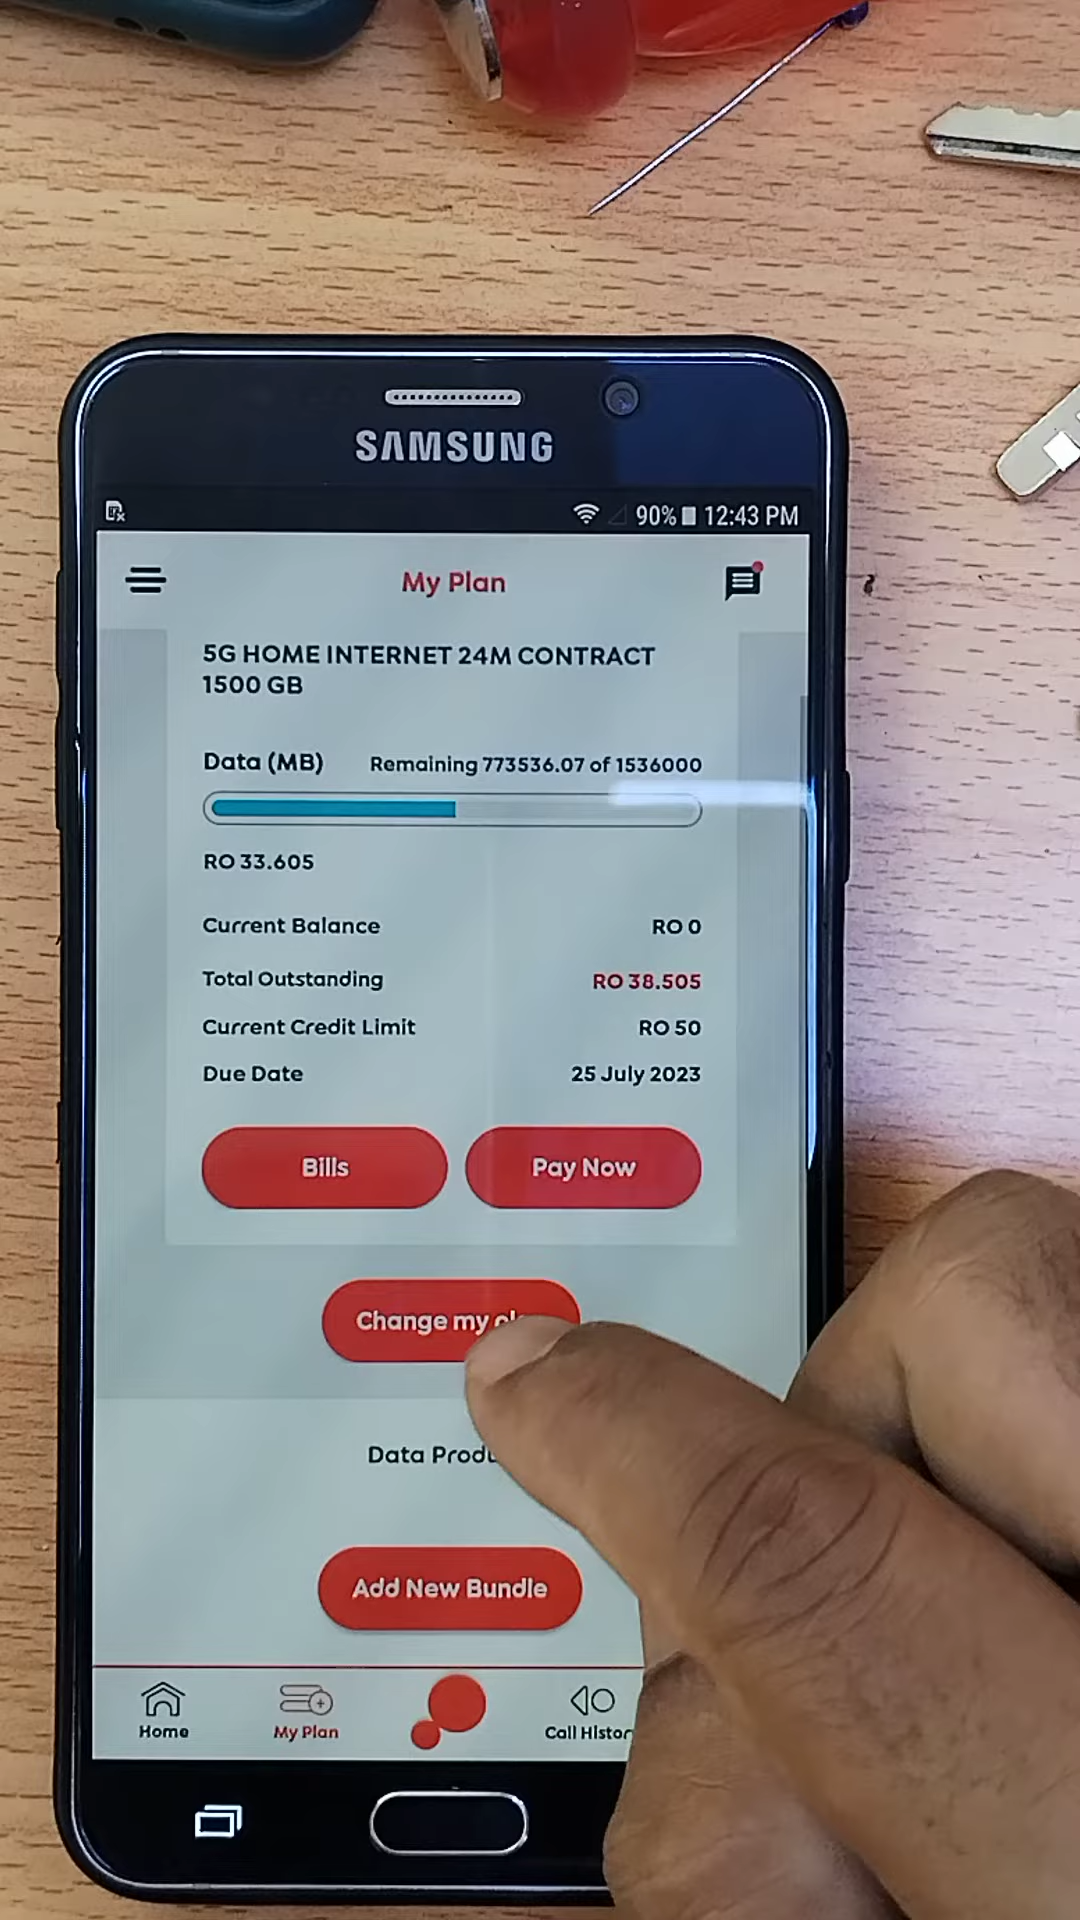 SAMSUNG
90% 12:43 PM
My Plan
5G HOME INTERNET 24M CONTRACT
1500 GB
Data (MB) Remaining 773536.07 of 1536000
RO 33.605
Current Balance RO 0
Total Outstanding RO 38.505
Current Credit Limit RO 50
Due Date 25 July 2023
Bills Pay Now
Change my
Data
Add New Bundle
Home My Plan Call